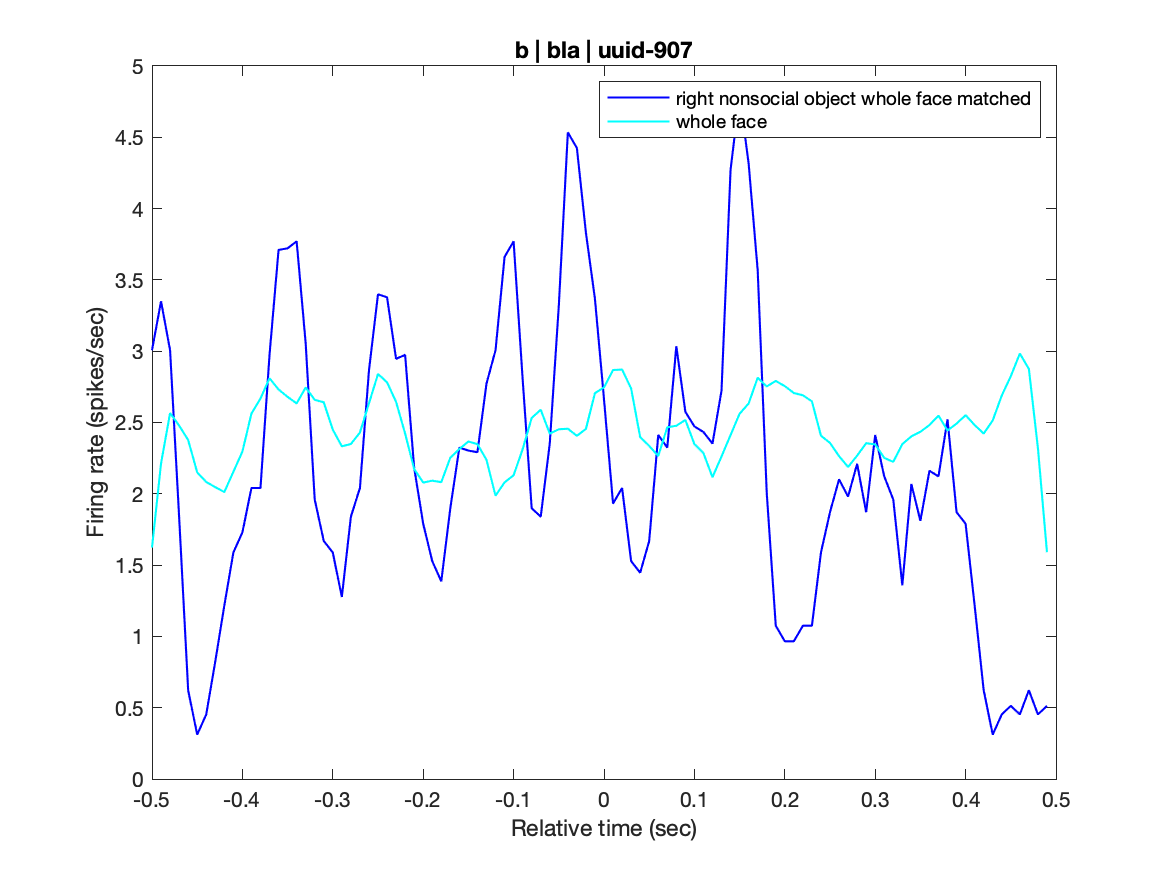 b | bla | uuid-907
right nonsocial object whole face matched
whole face
5
4.5
4
3.5
3
2.5
2
1.5
1
0.5
0
Firing rate (spikes/sec)
-0.5 -0.4 -0.3 -0.2 -0.1 0 0.1 0.2 0.3 0.4 0.5
Relative time (sec)